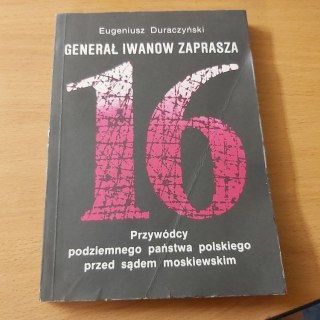 Eugeniusz Duraczyński
GENERAŁ IWANOW ZAPRASZA
16
Przywódcy
podziemnego państwa polskiego
przed sądem moskiewskim